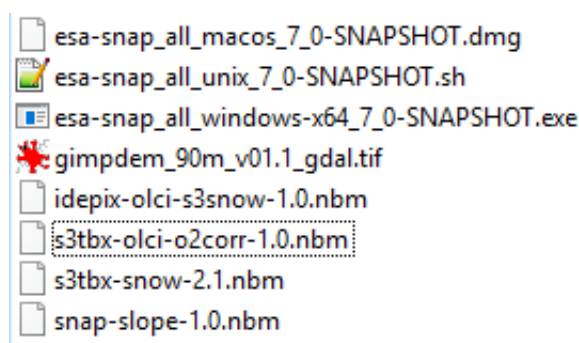 esa-snap_all_macos_7_0-SNAPSHOT.dmg
esa-snap_all_unix_7_0-SNAPSHOT.sh
esa-snap_all_windows-x64_7_0-SNAPSHOT.exe
gimpdem_90m_v01.1_gdal.tif
idepix-olci-s3snow-1.0.nbm
s3tbx-olci-o2corr-1.0.nbm
s3tbx-snow-2.1.nbm
snap-slope-1.0.nbm